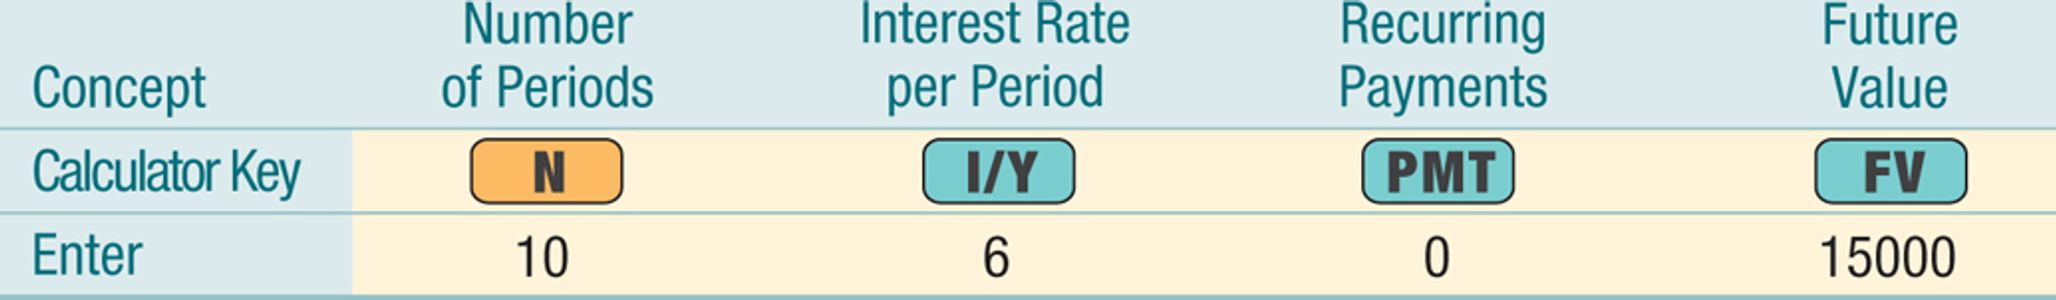 Concept Number of Periods Interest Rate per Period Recurring Payments Future Value
Calculator Key N I/Y PMT FV
Enter 10 6 0 15000